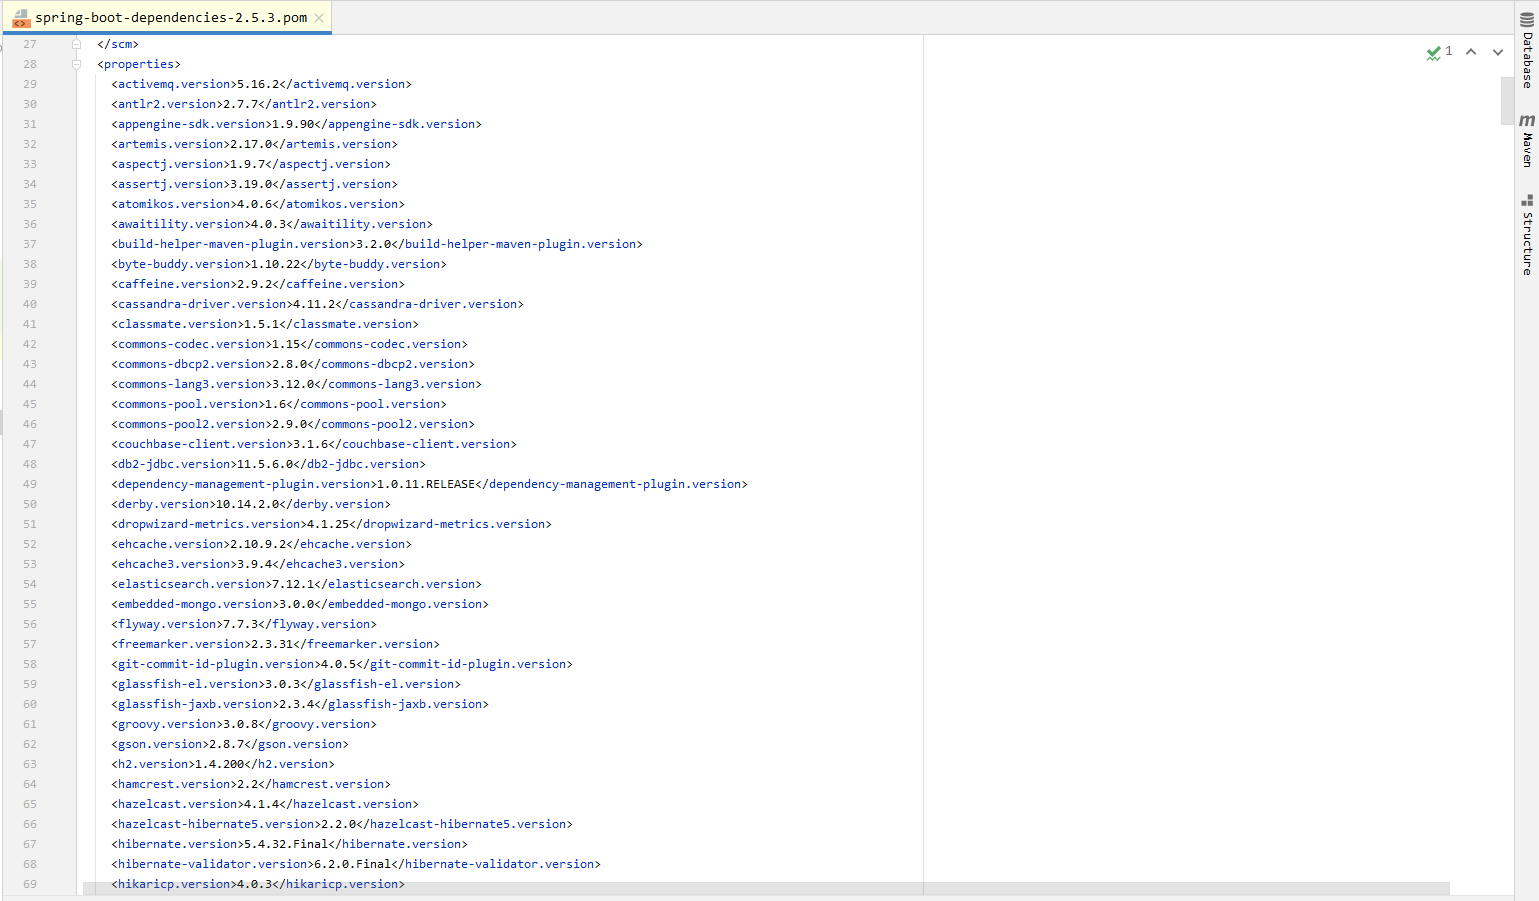 spring-boot-dependencies-2.5.3.pom
27 </scm>
28 <properties>
29 <activemq.version>5.16.2</activemq.version>
30 <antlr2.version>2.7.7</antlr2.version>
31 <appengine-sdk.version>1.9.90</appengine-sdk.version>
32 <artemis.version>2.17.0</artemis.version>
33 <aspectj.version>1.9.7</aspectj.version>
34 <assertj.version>3.19.0</assertj.version>
35 <atomikos.version>4.0.6</atomikos.version>
36 <awaitility.version>4.0.3</awaitility.version>
37 <build-helper-maven-plugin.version>3.2.0</build-helper-maven-plugin.version>
38 <byte-buddy.version>1.10.22</byte-buddy.version>
39 <caffeine.version>2.9.2</caffeine.version>
40 <cassandra-driver.version>4.11.2</cassandra-driver.version>
41 <classmate.version>1.5.1</classmate.version>
42 <commons-codec.version>1.15</commons-codec.version>
43 <commons-dbcp2.version>2.8.0</commons-dbcp2.version>
44 <commons-lang3.version>3.12.0</commons-lang3.version>
45 <commons-pool.version>1.6</commons-pool.version>
46 <commons-pool2.version>2.9.0</commons-pool2.version>
47 <couchbase-client.version>3.1.6</couchbase-client.version>
48 <db2-jdbc.version>11.5.6.0</db2-jdbc.version>
49 <dependency-management-plugin.version>1.0.11.RELEASE</dependency-management-plugin.version>
50 <derby.version>10.14.2.0</derby.version>
51 <dropwizard-metrics.version>4.1.25</dropwizard-metrics.version>
52 <ehcache.version>2.10.9.2</ehcache.version>
53 <ehcache3.version>3.9.4</ehcache3.version>
54 <elasticsearch.version>7.12.1</elasticsearch.version>
55 <embedded-mongo.version>3.0.0</embedded-mongo.version>
56 <flyway.version>7.7.3</flyway.version>
57 <freemarker.version>2.3.31</freemarker.version>
58 <git-commit-id-plugin.version>4.0.5</git-commit-id-plugin.version>
59 <glassfish-el.version>3.0.3</glassfish-el.version>
60 <glassfish-jaxb.version>2.3.4</glassfish-jaxb.version>
61 <groovy.version>3.0.8</groovy.version>
62 <gson.version>2.8.7</gson.version>
63 <h2.version>1.4.200</h2.version>
64 <hamcrest.version>2.2</hamcrest.version>
65 <hazelcast.version>4.1.4</hazelcast.version>
66 <hazelcast-hibernate5.version>2.2.0</hazelcast-hibernate5.version>
67 <hibernate.version>5.4.32.Final</hibernate.version>
68 <hibernate-validator.version>6.2.0.Final</hibernate-validator.version>
69 <hikaricp.version>4.0.3</hikaricp.version>
1
Database
m Maven
Structure